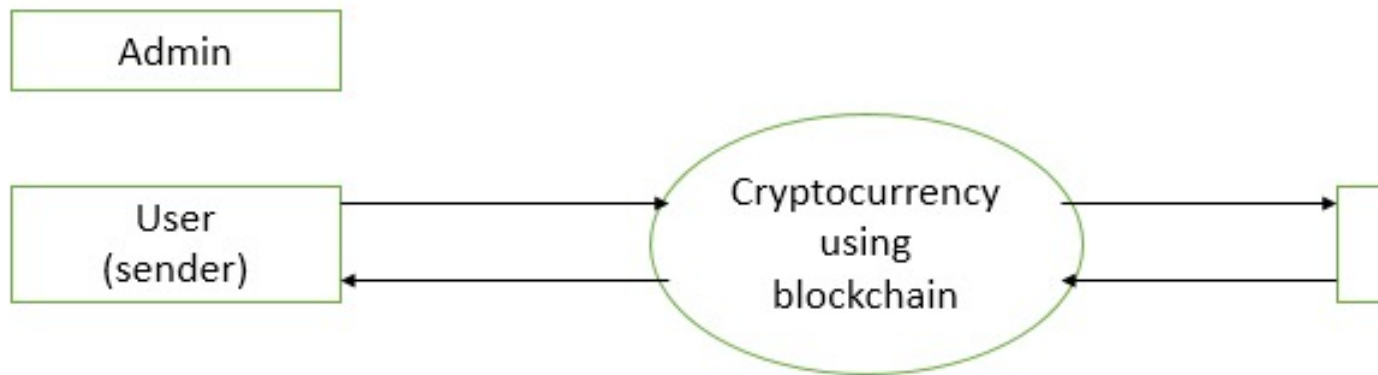 Admin
User
(sender)
Cryptocurrency
using
blockchain